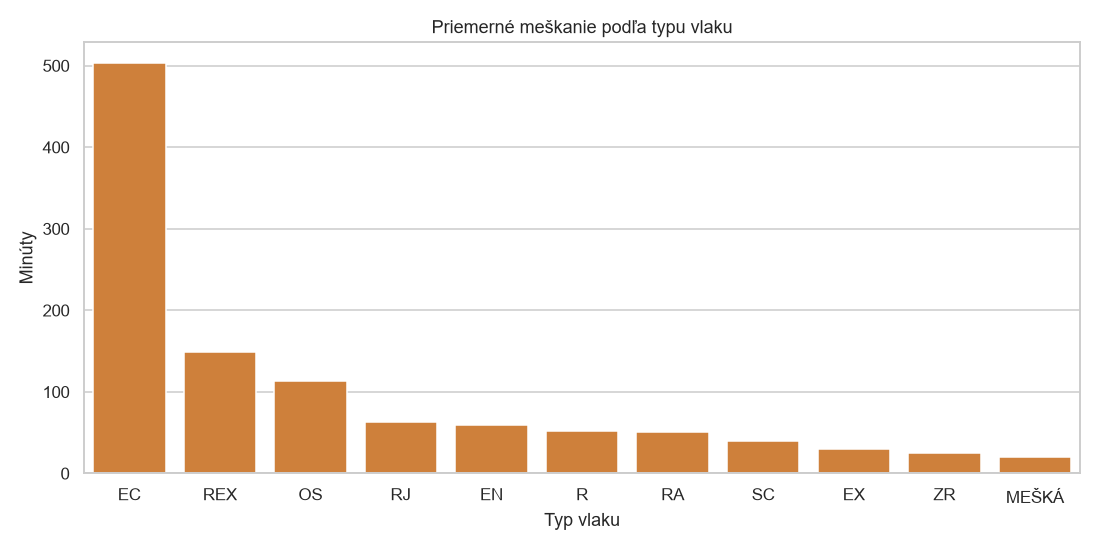 Priemerné meškanie podľa typu vlaku
Minúty
500
400
300
200
100
0
EC REX OS RJ EN R RA SC EX ZR MEŠKÁ
Typ vlaku